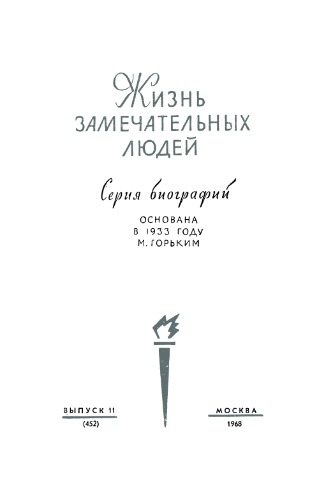 Жизнь
ЗАМЕЧАТЕЛЬНЫХ
ЛЮДЕЙ
Серия биографий
ОСНОВАНА
В 1933 ГОДУ
М. ГОРЬКИМ
ВЫПУСК 11
(452)
МОСКВА
1968